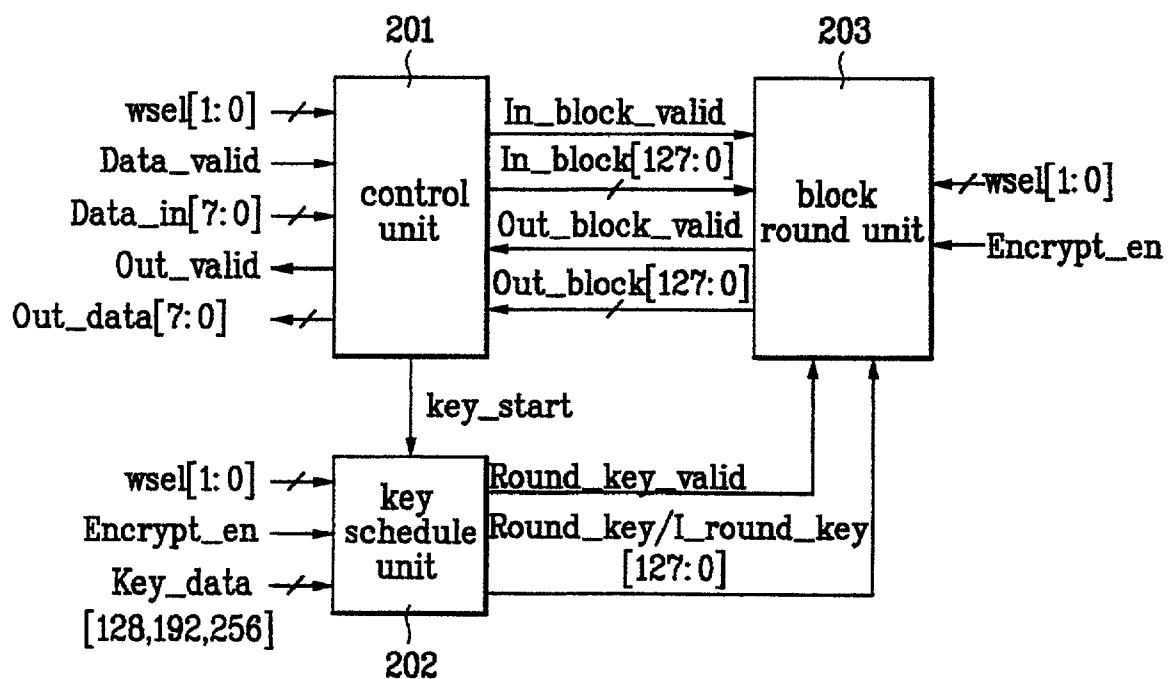 201
203
wsel[1:0]
Data_valid
Data_in[7:0]
Out_valid
Out_data[7:0]
control
unit
In_block_valid
In_block[127:0]
Out_block_valid
Out_block[127:0]
block
round unit
wsel[1:0]
Encrypt_en
key_start
wsel[1:0]
Encrypt_en
Key_data
[128,192,256]
key
schedule
unit
Round_key_valid
Round_key/I_round_key
[127:0]
202